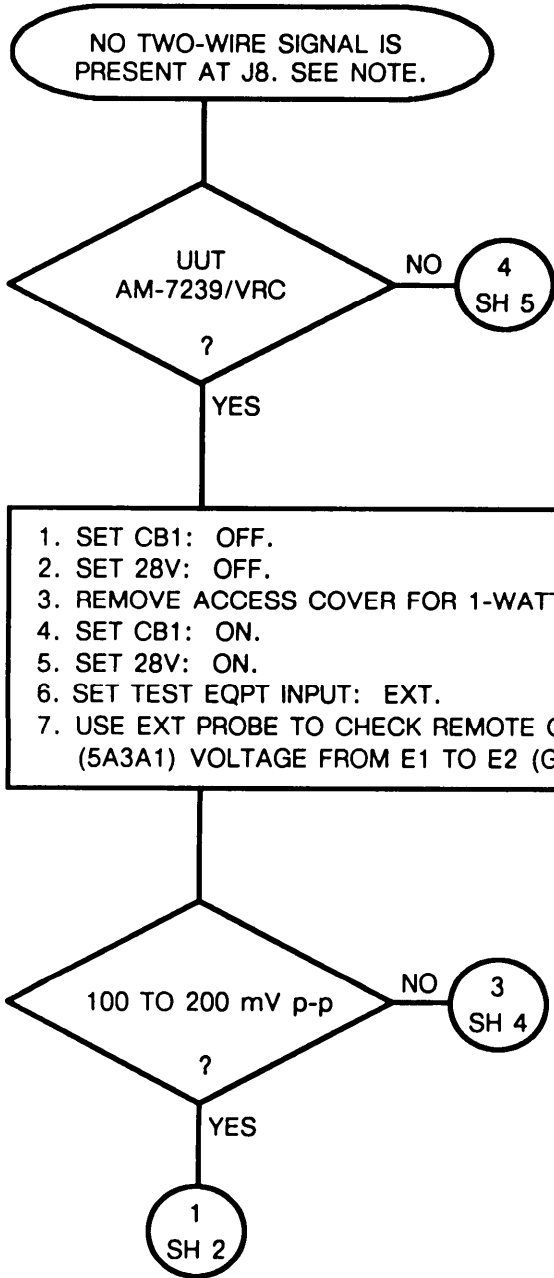 NO TWO-WIRE SIGNAL IS
PRESENT AT J8. SEE NOTE.
UUT
AM-7239/VRC
?
NO
4
SH 5
YES
1. SET CB1: OFF.
2. SET 28V: OFF.
3. REMOVE ACCESS COVER FOR 1-WATT
4. SET CB1: ON.
5. SET 28V: ON.
6. SET TEST EQPT INPUT: EXT.
7. USE EXT PROBE TO CHECK REMOTE
(5A3A1) VOLTAGE FROM E1 TO E2
100 TO 200 mV p-p
?
NO
3
SH 4
YES
1
SH 2